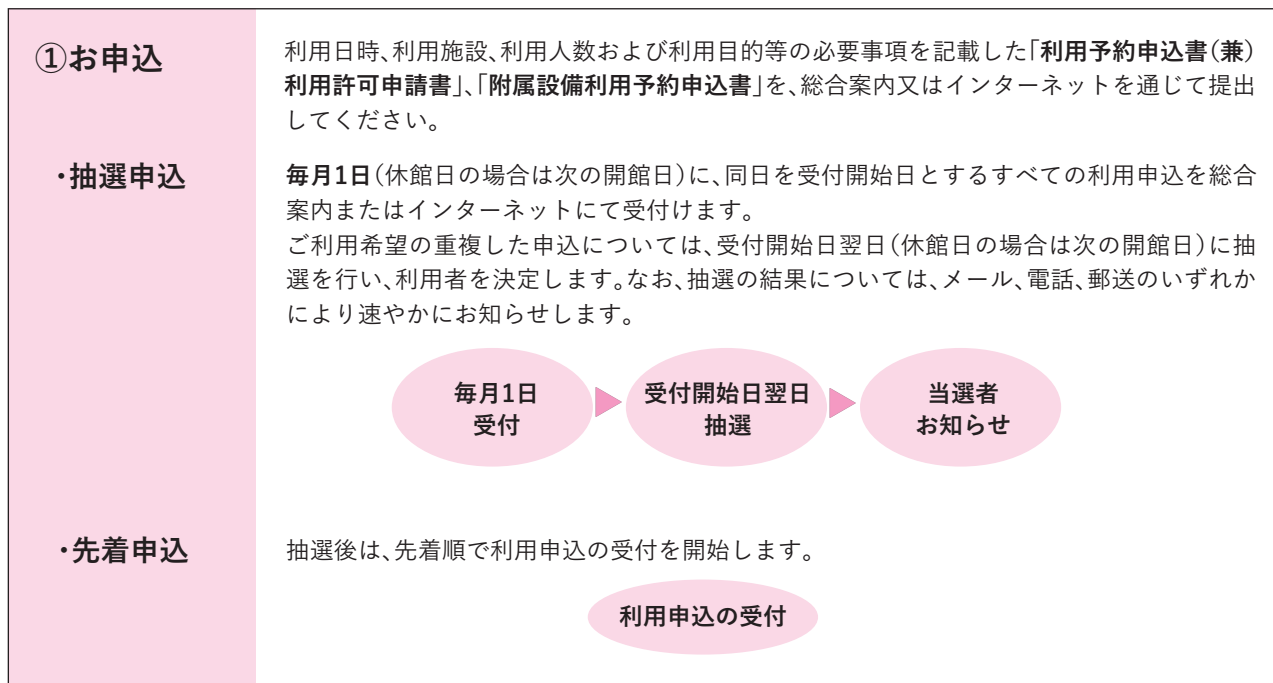 ①お申込
利用日時、利用施設、利用人数および利用目的等の必要事項を記載した「利用予約申込書(兼)
利用許可申請書」、「附属設備利用予約申込書」を、総合案内又はインターネットを通じて提出
してください。
・抽選申込
毎月1日(休館日の場合は次の開館日)に、同日を受付開始日とするすべての利用申込を総合
案内またはインターネットにて受付けます。
ご利用希望の重複した申込については、受付開始日翌日(休館日の場合は次の開館日)に抽
選を行い、利用者を決定します。なお、抽選の結果については、メール、電話、郵送のいずれか
により速やかにお知らせします。
毎月1日
受付
受付開始日翌日
抽選
当選者
お知らせ
・先着申込
抽選後は、先着順で利用申込の受付を開始します。
利用申込の受付